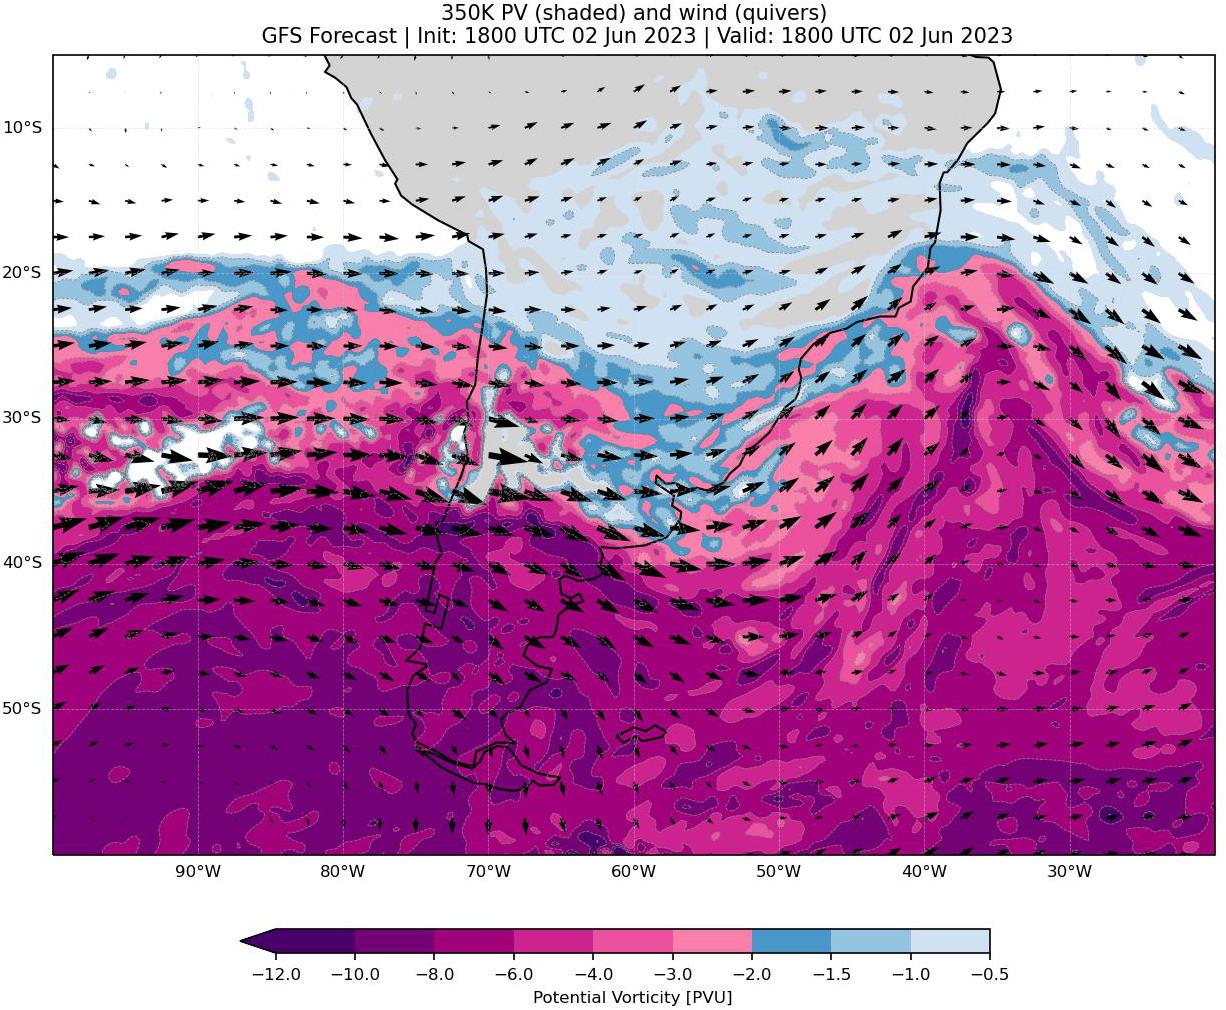 350K PV (shaded) and wind (quivers)
GFS Forecast | Init: 1800 UTC 02 Jun 2023 | Valid: 1800 UTC 02 Jun 2023
10°S
20°S
30°S
40°S
50°S
90°W 80°W 70°W 60°W 50°W 40°W 30°W
−12.0 −10.0 −8.0 −6.0 −4.0 −3.0 −2.0 −1.5 −1.0 −0.5
Potential Vorticity [PVU]